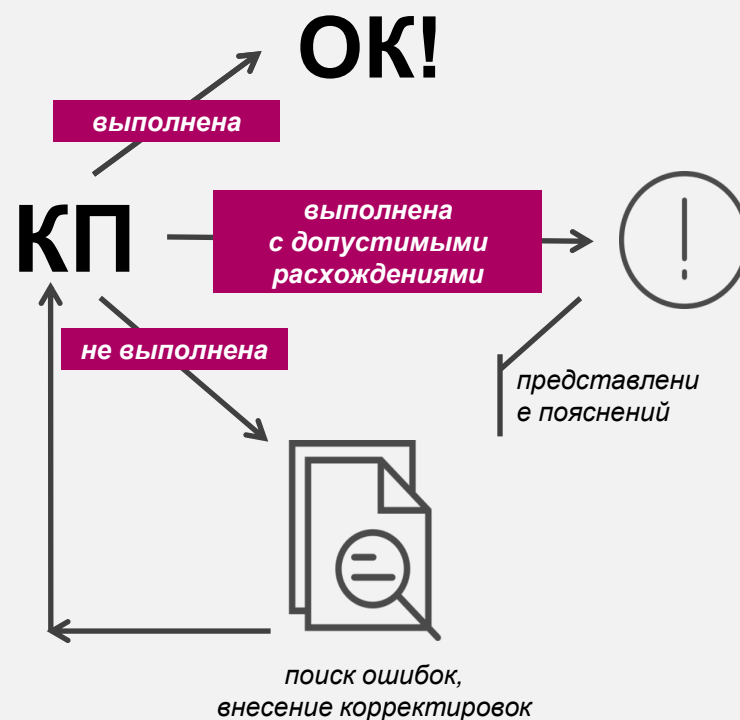 ОК!
выполнена
КП
выполнена
с допустимыми
расхождениями
не выполнена
представлени
е пояснений
поиск ошибок,
внесение корректировок